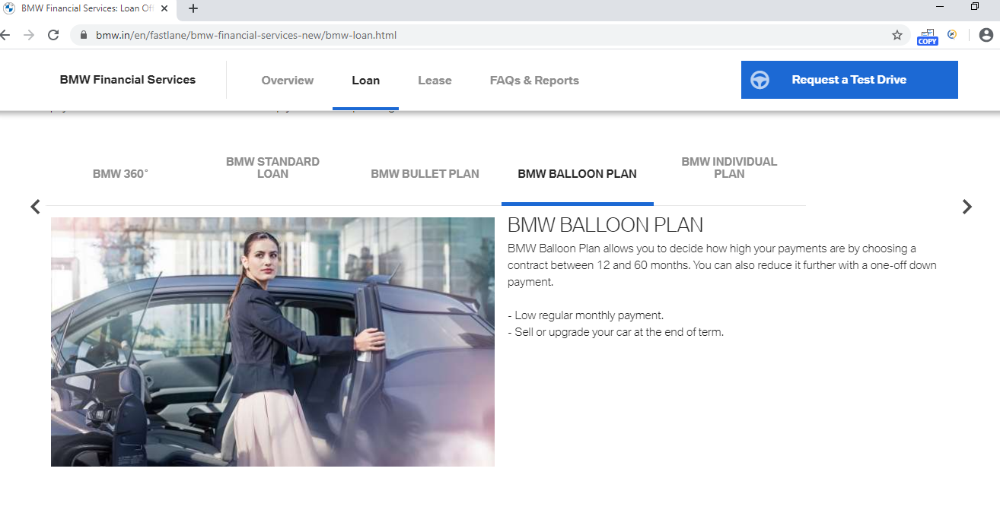 BMW Financial Services: Loan Of
bmw.in/en/fastlane/bmw-financial-services-new/bmw-loan.html
COPY
BMW Financial Services
Overview
Loan
Lease
FAQs & Reports
Request a Test Drive
BMW 360°
BMW STANDARD
LOAN
BMW BULLET PLAN
BMW BALLOON PLAN
BMW INDIVIDUAL
PLAN
BMW BALLOON PLAN
BMW Balloon Plan allows you to decide how high your payments are by choosing a
contract between 12 and 60 months. You can also reduce it further with a one-off down
payment.
- Low regular monthly payment.
- Sell or upgrade your car at the end of term.